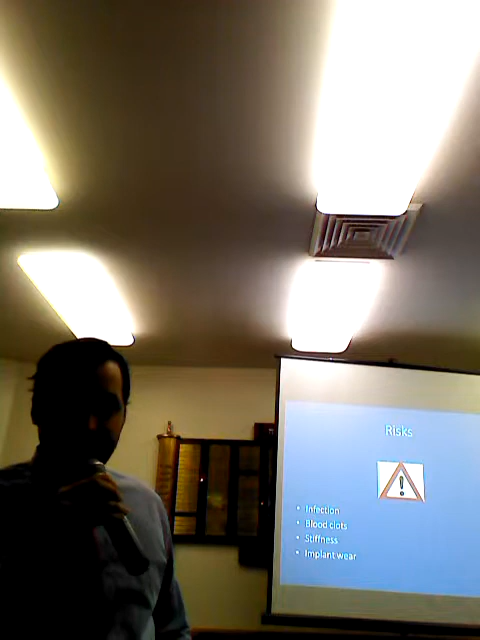 Risks
• Infection
• Blood clots
• Stiffness
• Implant wear